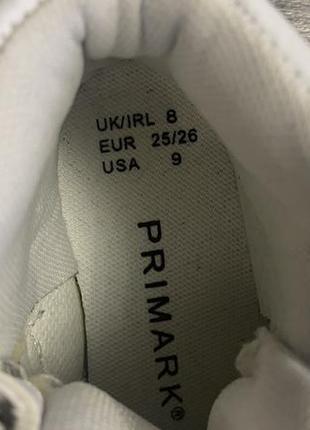 UK/IRL 8
EUR 25/26
USA 9
PRIMARK®